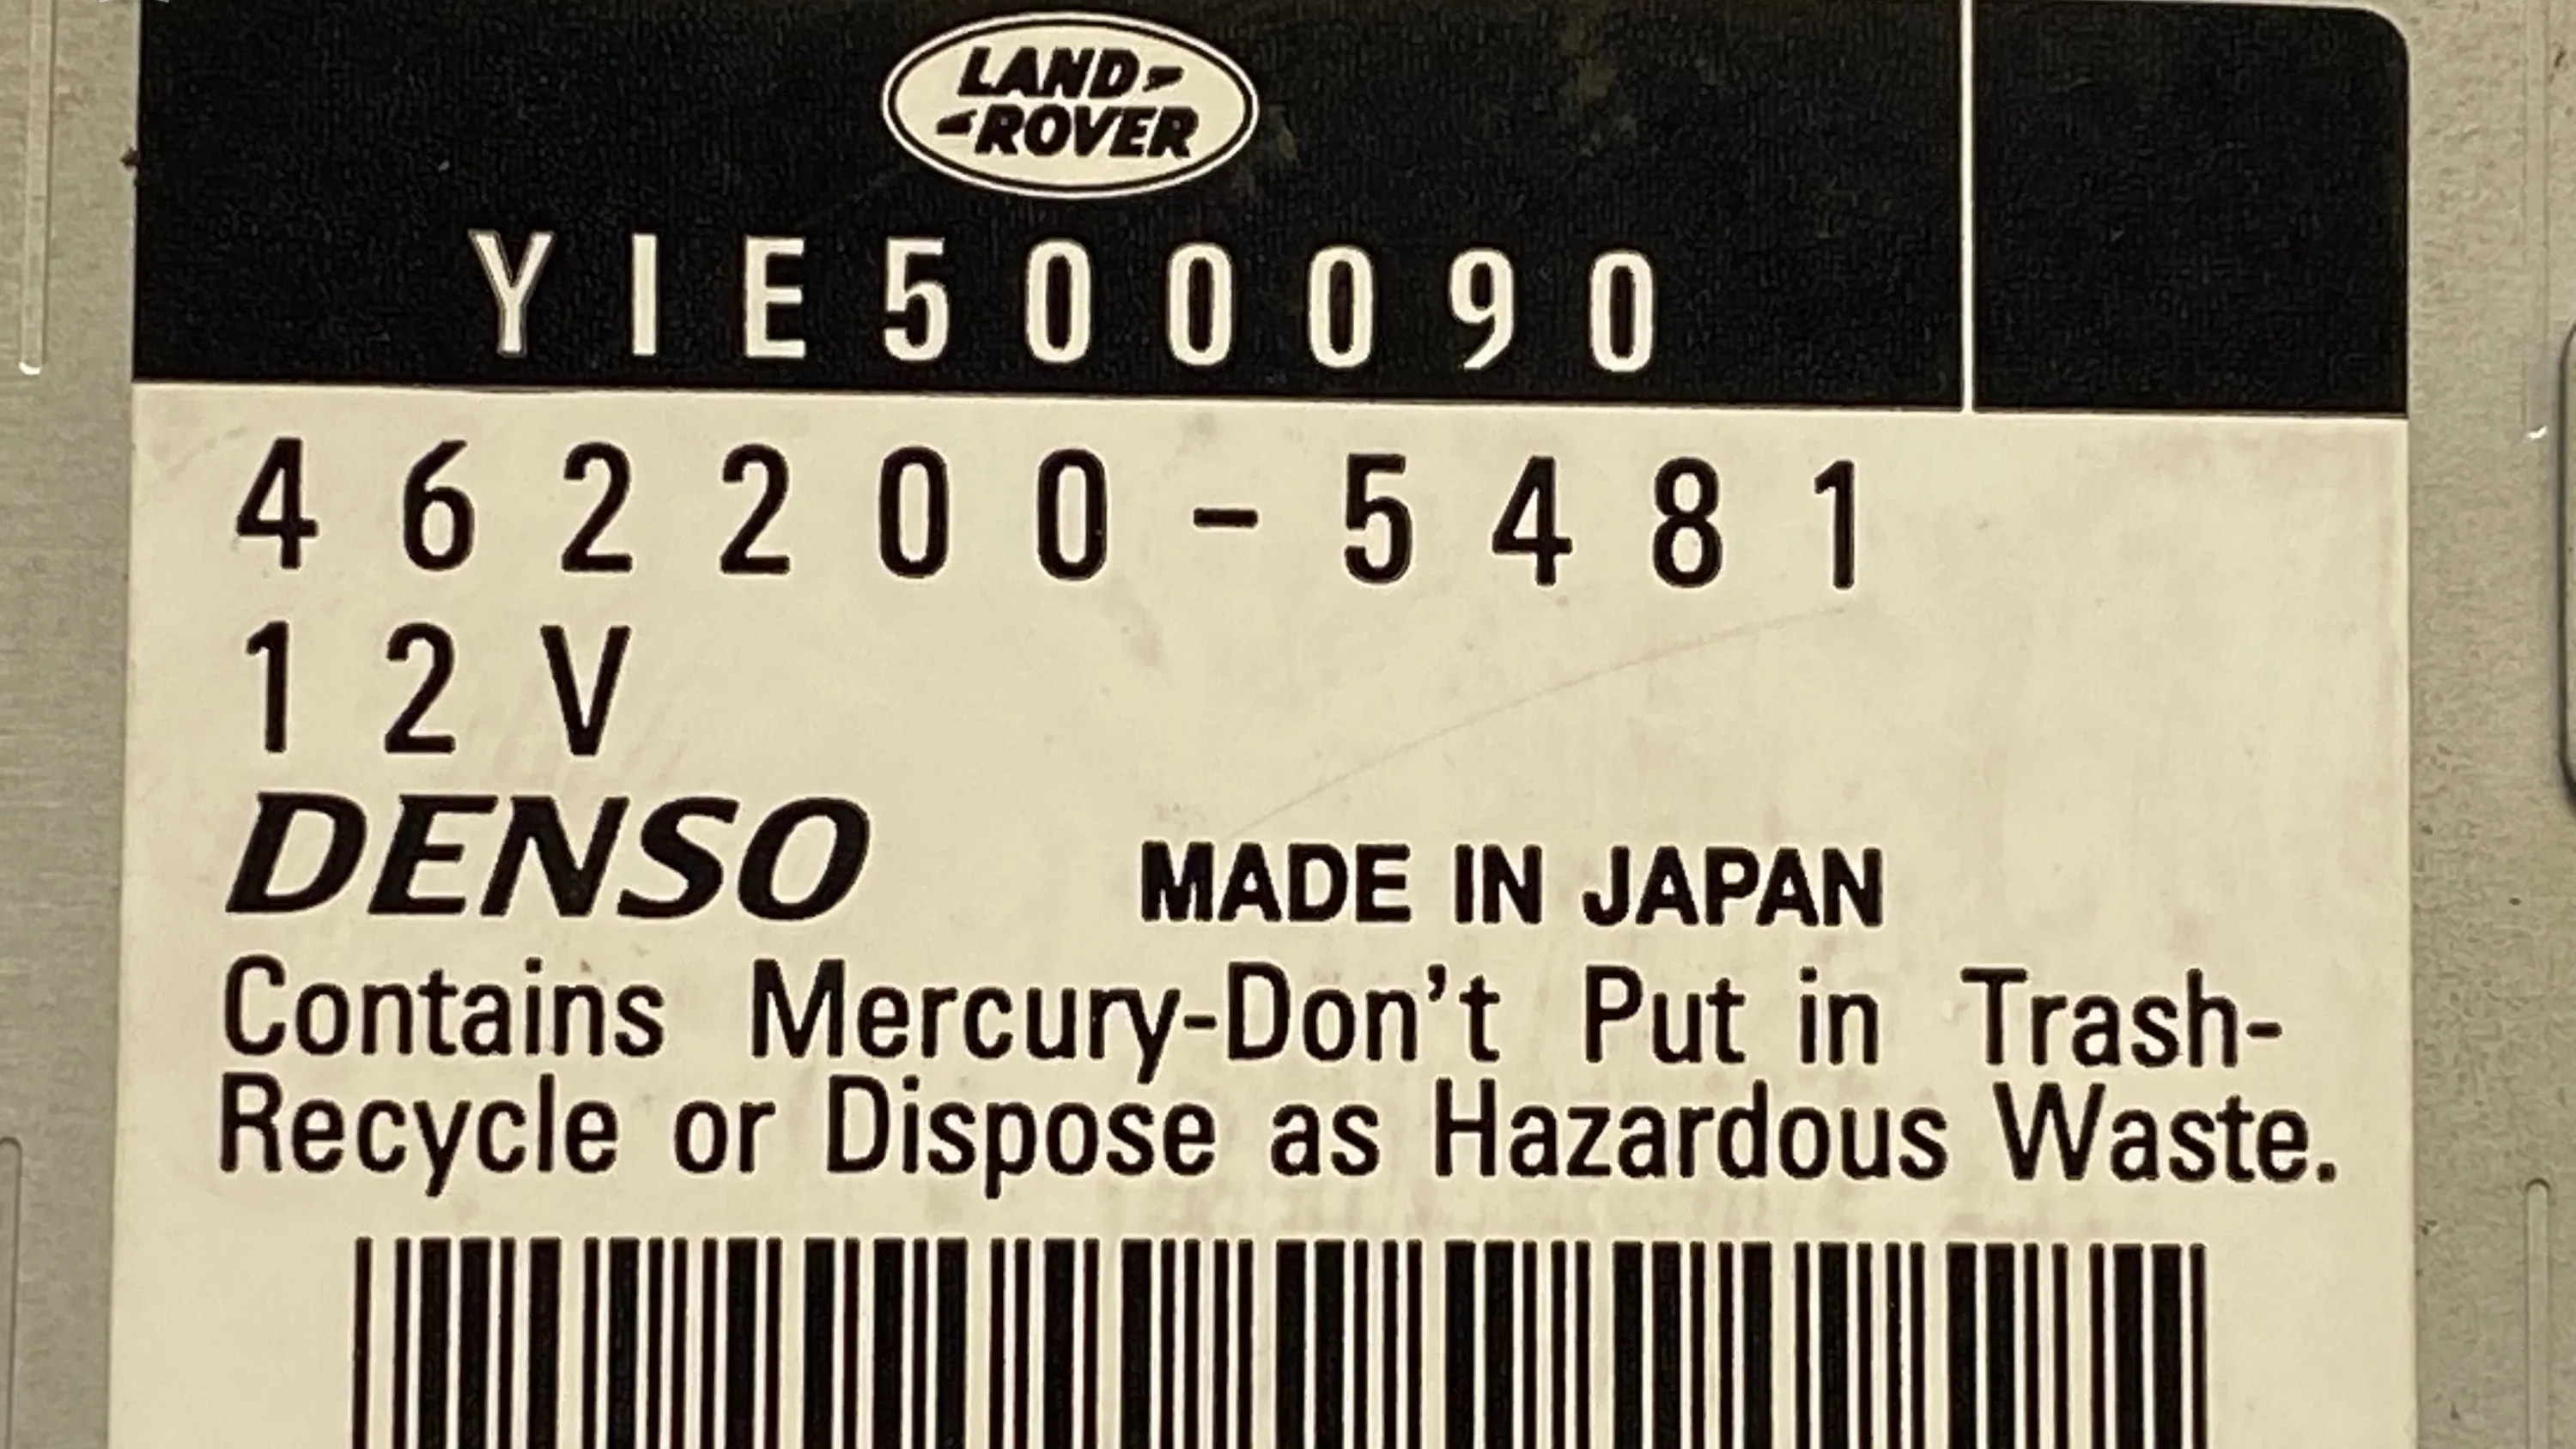 LAND
ROVER
YIE500090
462200-5481
12V
DENSO
MADE IN JAPAN
Contains Mercury-Don't Put in Trash-
Recycle or Dispose as Hazardous Waste.